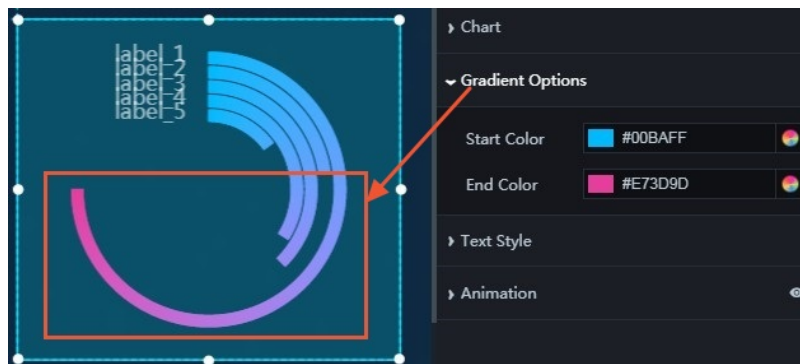 label_1
label_2
label_3
label_4
label_5
Chart
Gradient Options
Start Color #00BAFF
End Color #E73D9D
Text Style
Animation